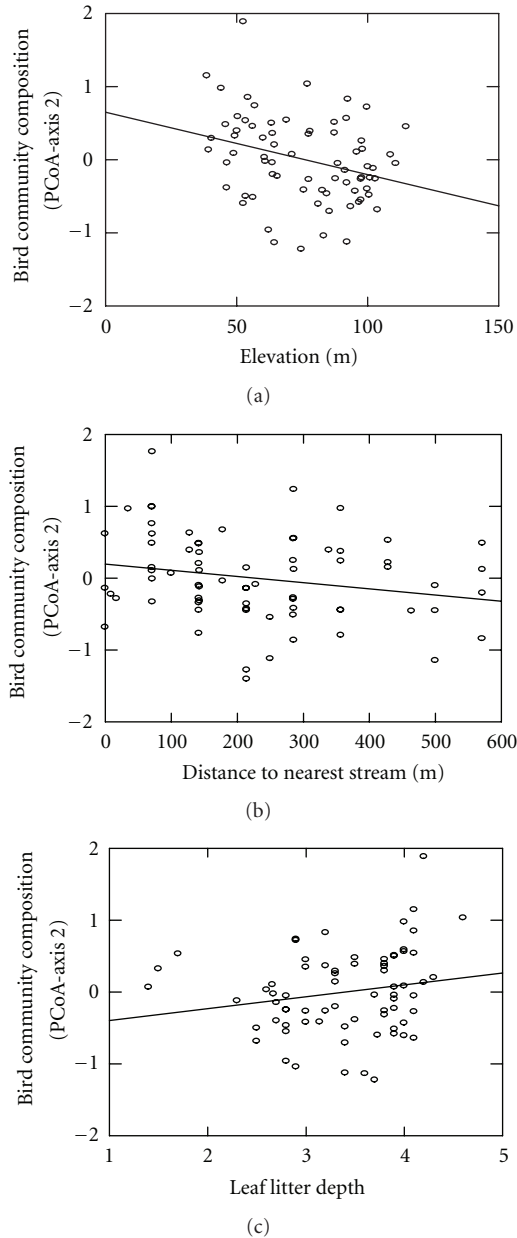 Bird community composition
(PCoA-axis 2)
2
1
0
−1
−2
0 50 100 150
Elevation (m)
(a)
Bird community composition
(PCoA-axis 2)
2
1
0
−1
−2
0 100 200 300 400 500 600
Distance to nearest stream (m)
(b)
Bird community composition
(PCoA-axis 2)
2
1
0
−1
−2
1 2 3 4 5
Leaf litter depth
(c)